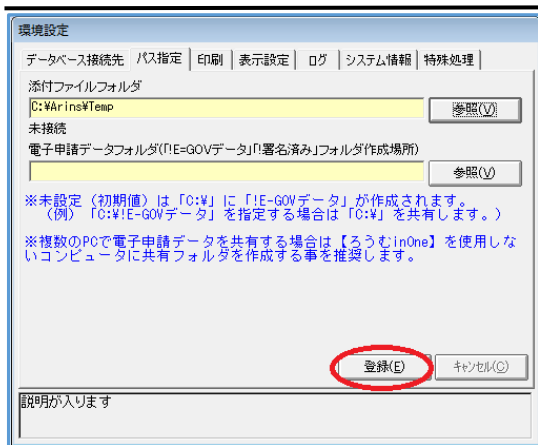 環境設定
データベース接続先 パス指定 印刷 表示設定 ログ システム情報 特殊処理
添付ファイルフォルダ
C:¥Arins¥Temp 参照(V)
未接続
電子申請データフォルダ(「!E=GOVデータ」「!署名済み」フォルダ作成場所)
参照(V)
※未設定（初期値）は「C:¥」に「!E-GOVデータ」が作成されます。
（例）「C:¥!E-GOVデータ」を指定する場合は「C:¥」を共有します。）
※複数のPCで電子申請データを共有する場合は【ろうむinOne】を使用しな
いコンピュータに共有フォルダを作成する事を推奨します。
登録(E) キャンセル(C)
説明が入ります